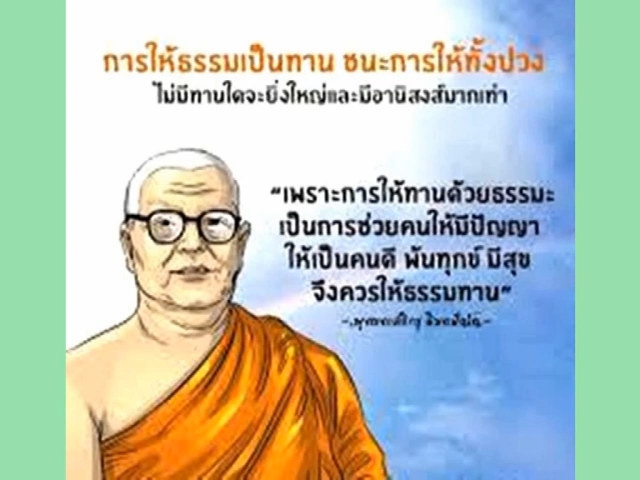 การให้ธรรมเป็นทาน ชนะการให้ทั้งปวง
ไม่มีทานใดจะยิ่งใหญ่และมีอานิสงส์มากเท่า
“เพราะการให้ทานด้วยธรรมะ
เป็นการช่วยคนให้มีปัญญา
ให้เป็นคนดี พ้นทุกข์ มีสุข
จึงควรให้ธรรมทาน”